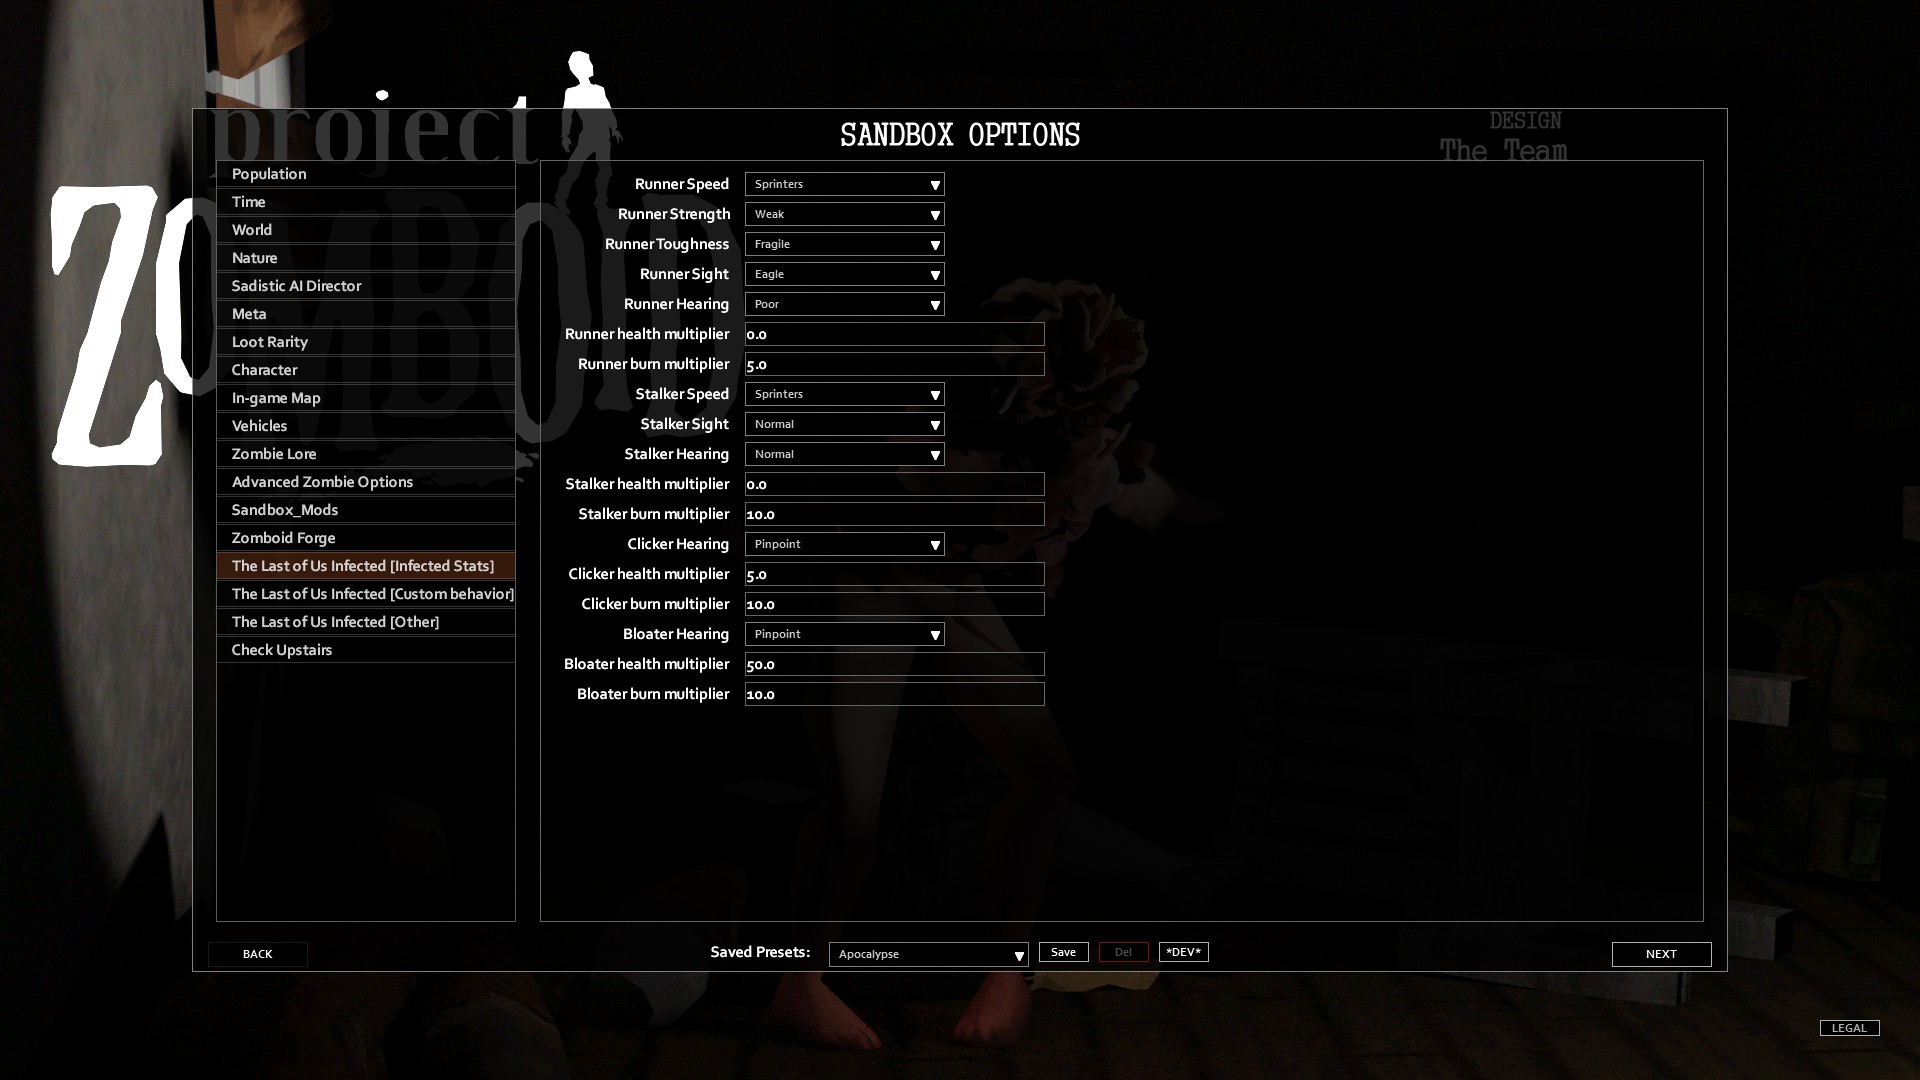 project
ZOMBOID
SANDBOX OPTIONS
DESIGN
The Team
Population
Time
World
Nature
Sadistic AI Director
Meta
Loot Rarity
Character
In-game Map
Vehicles
Zombie Lore
Advanced Zombie Options
Sandbox_Mods
Zomboid Forge
The Last of Us Infected [Infected Stats]
The Last of Us Infected [Custom behavior]
The Last of Us Infected [Other]
Check Upstairs
Runner Speed Sprinters
Runner Strength Weak
Runner Toughness Fragile
Runner Sight Eagle
Runner Hearing Poor
Runner health multiplier 0.0
Runner burn multiplier 5.0
Stalker Speed Sprinters
Stalker Sight Normal
Stalker Hearing Normal
Stalker health multiplier 0.0
Stalker burn multiplier 10.0
Clicker Hearing Pinpoint
Clicker health multiplier 5.0
Clicker burn multiplier 10.0
Bloater Hearing Pinpoint
Bloater health multiplier 50.0
Bloater burn multiplier 10.0
BACK
Saved Presets: Apocalypse Save Del *DEV*
NEXT
LEGAL